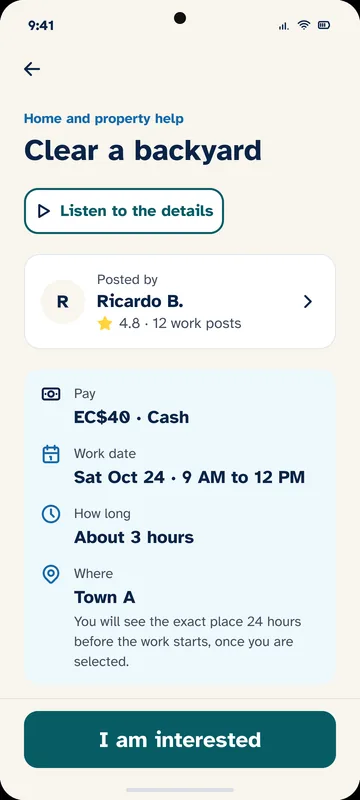 9:41
Home and property help
Clear a backyard
Listen to the details
Posted by
R
Ricardo B.
4.8 · 12 work posts
Pay
EC$40 · Cash
Work date
Sat Oct 24 · 9 AM to 12 PM
How long
About 3 hours
Where
Town A
You will see the exact place 24 hours
before the work starts, once you are
selected.
I am interested